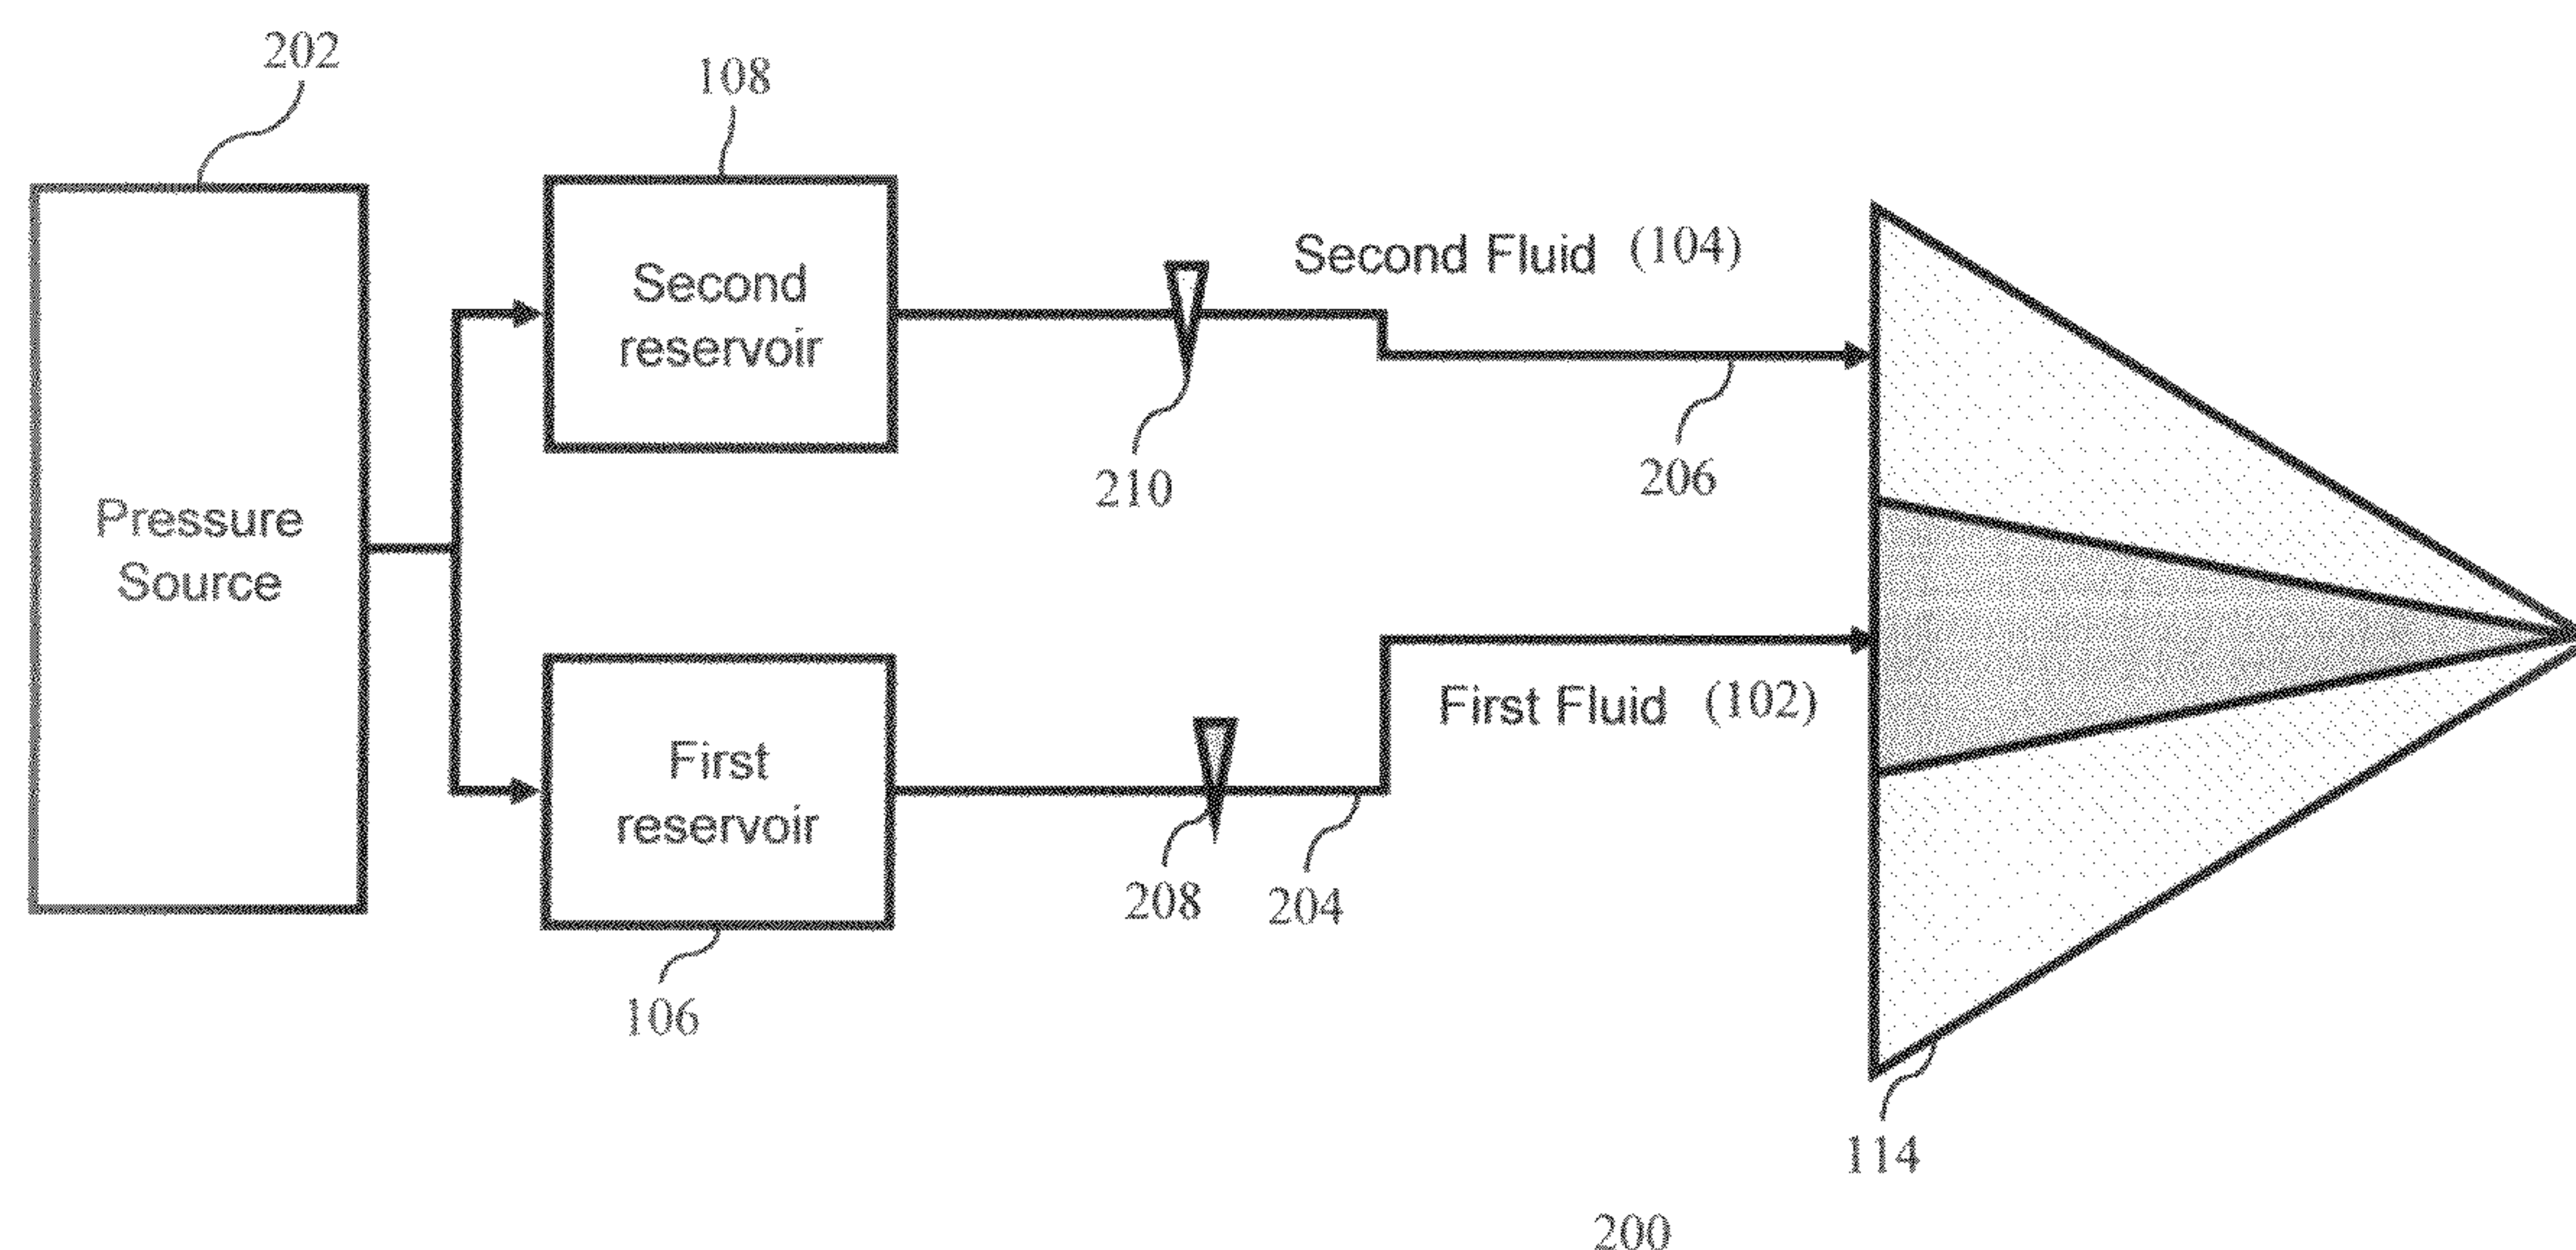 202
108
Second
reservoir
Second Fluid (104)
210
206
Pressure
Source
First
reservoir
First Fluid (102)
208
204
106
114
200